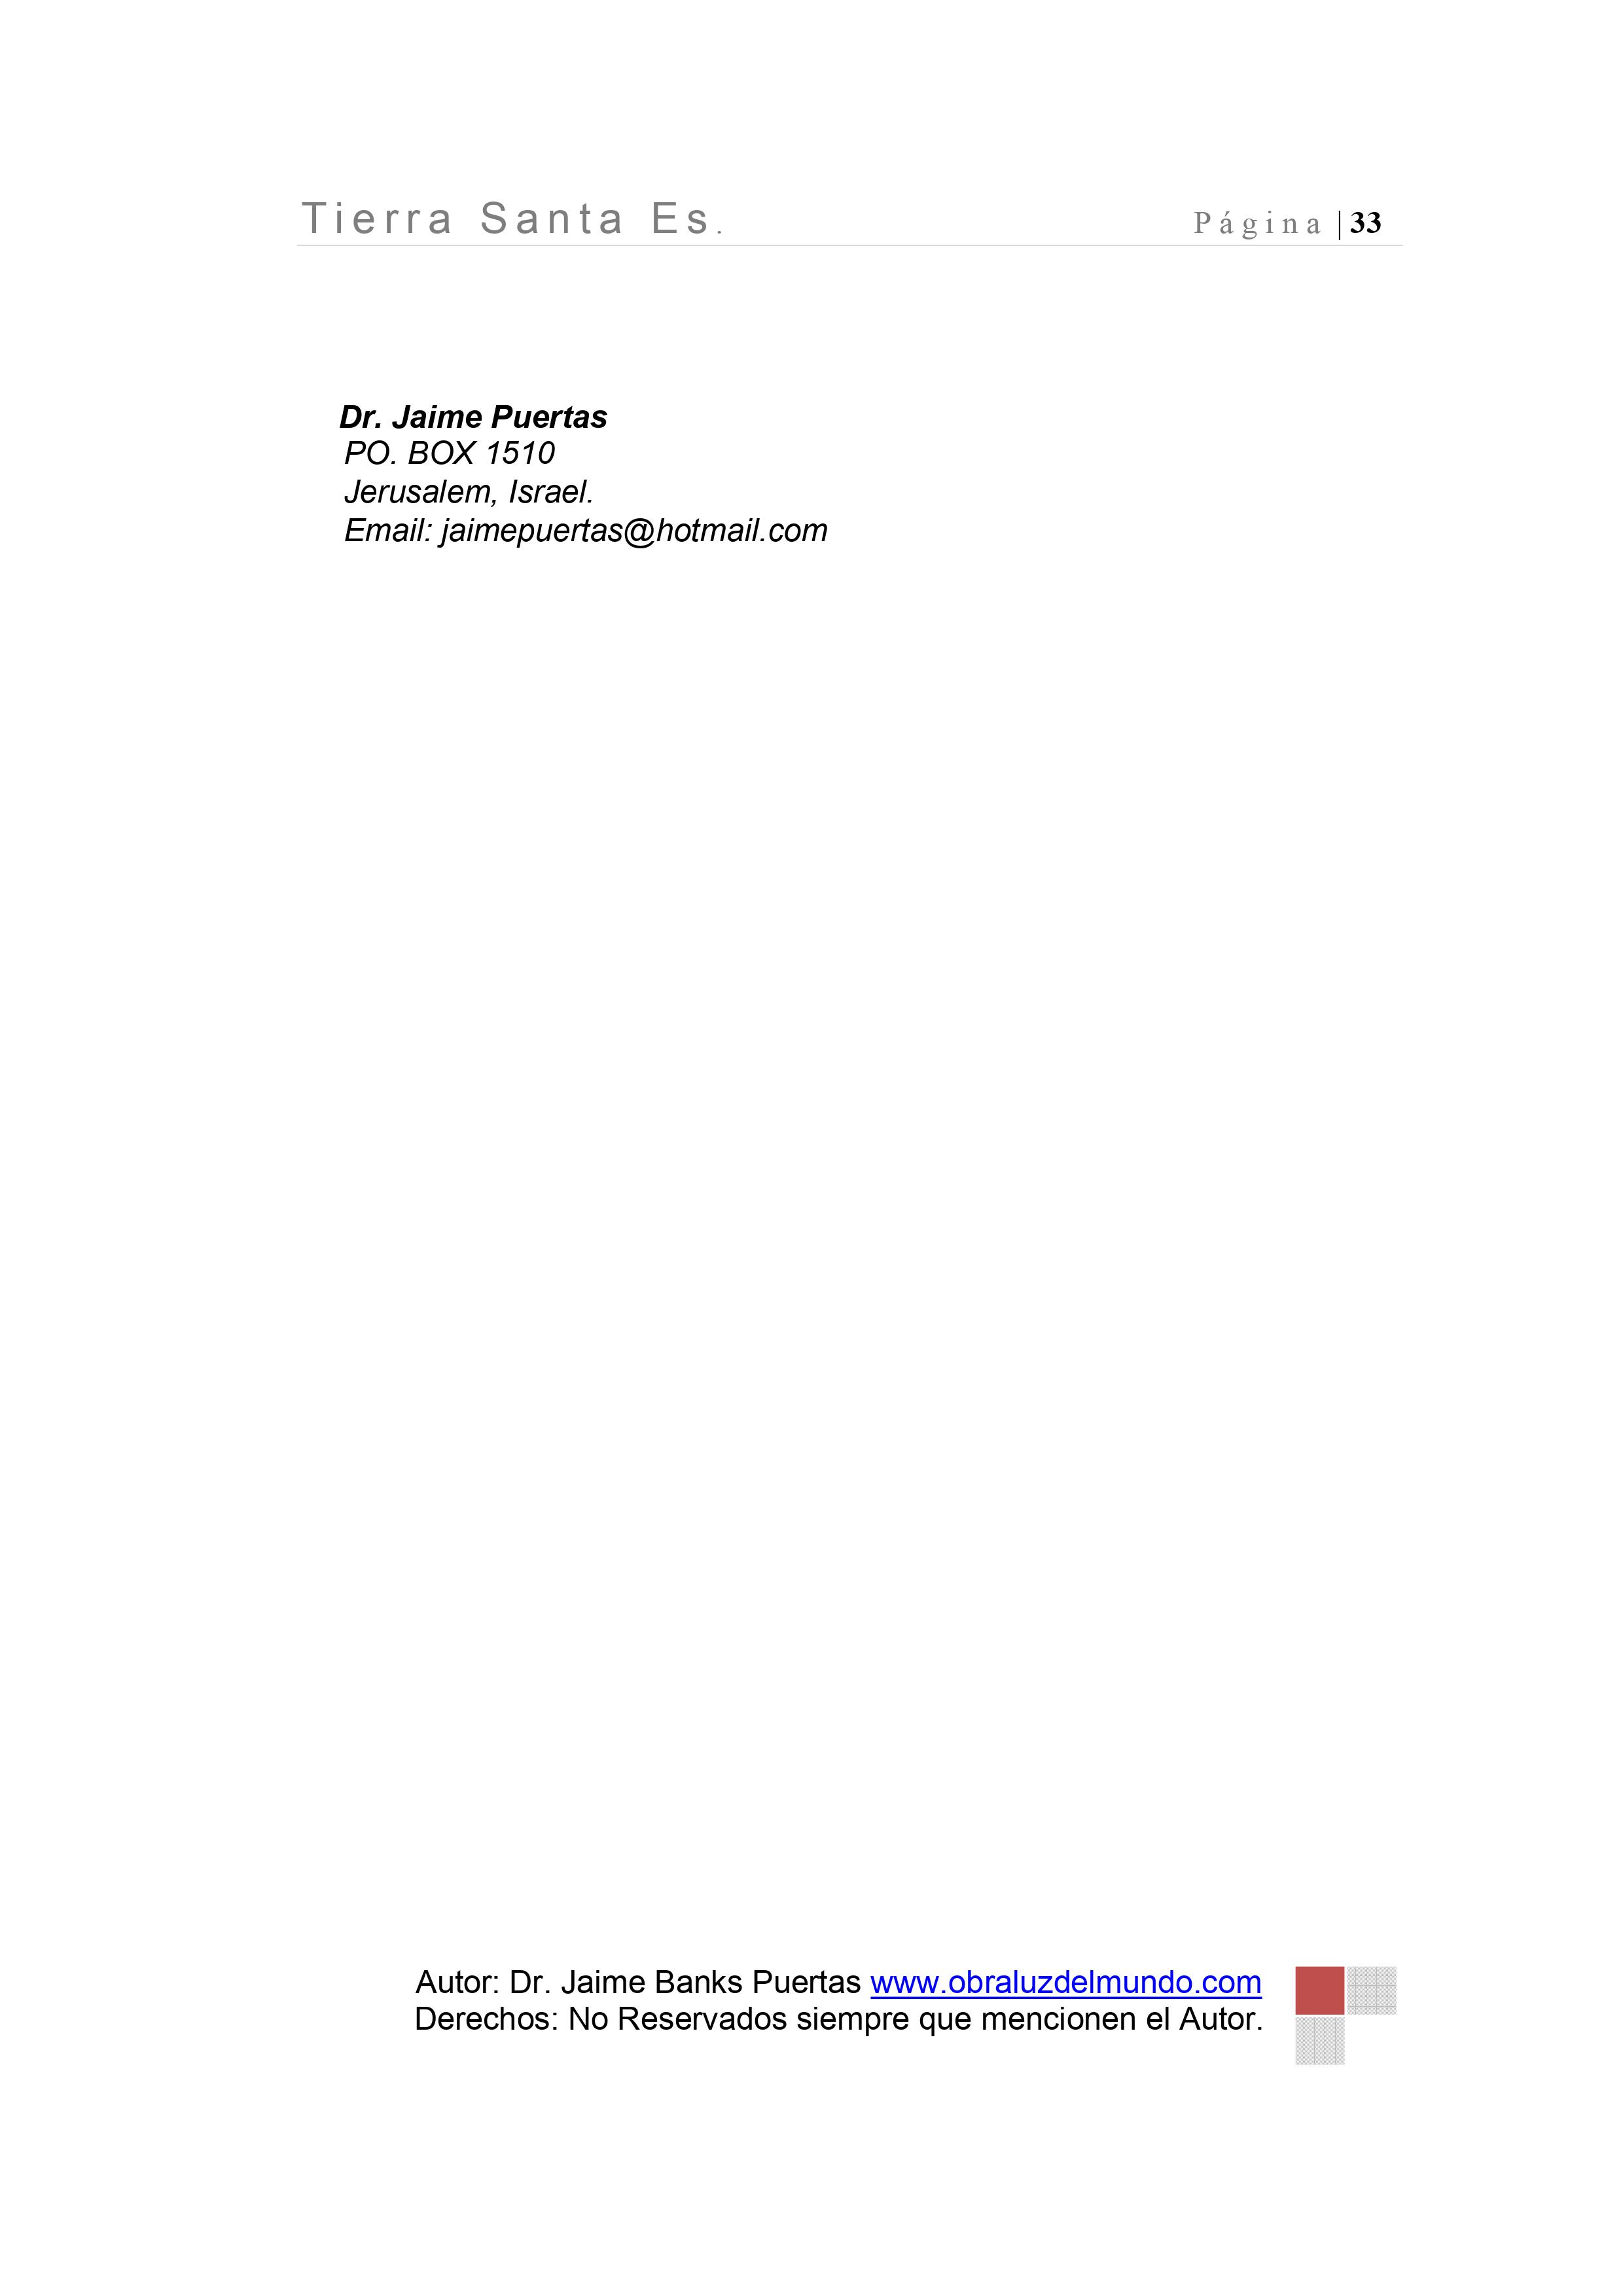 Tierra Santa Es. Página | 33
Dr. Jaime Puertas
PO. BOX 1510
Jerusalem, Israel.
Email: jaimepuertas@hotmail.com
Autor: Dr. Jaime Banks Puertas www.obraluzdelmundo.com
Derechos: No Reservados siempre que mencionen el Autor.